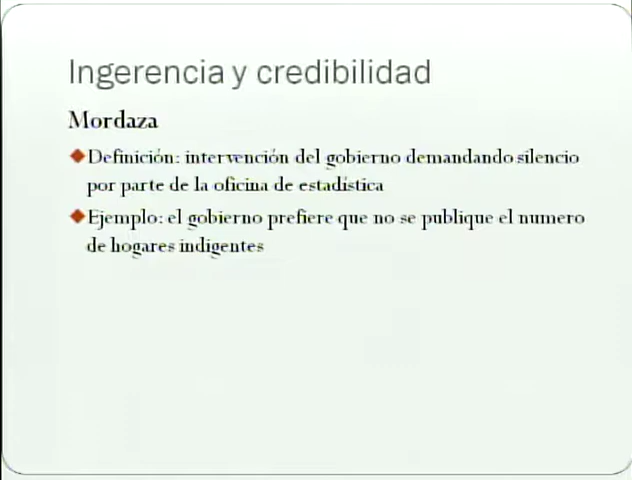 Ingerencia y credibilidad
Mordaza
Definición: intervención del gobierno demandando silencio
por parte de la oficina de estadística
Ejemplo: el gobierno prefiere que no se publique el numero
de hogares indigentes